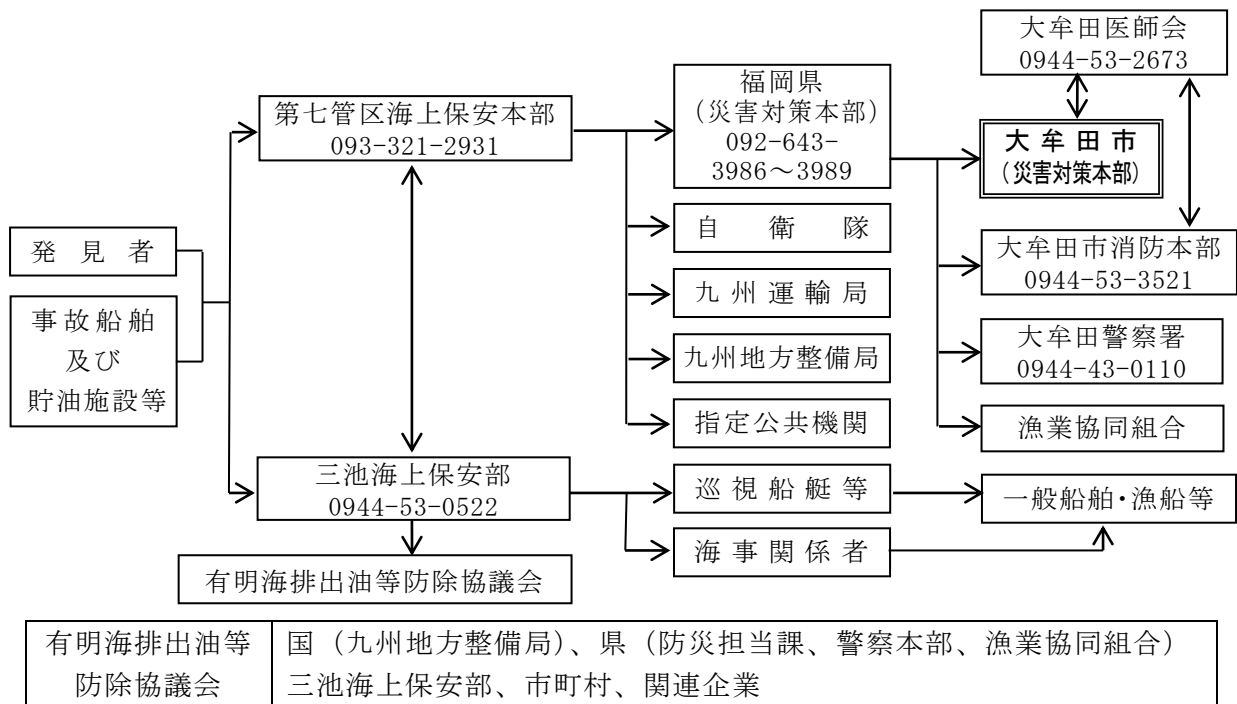 大牟田医師会
0944-53-2673
福岡県
（災害対策本部）
092-643-
3986～3989
第七管区海上保安本部
093-321-2931
大牟田市
（災害対策本部）
発見者
自衛隊
大牟田市消防本部
0944-53-3521
事故船舶
及び
貯油施設等
九州運輸局
九州地方整備局
大牟田警察署
0944-43-0110
指定公共機関
漁業協同組合
三池海上保安部
0944-53-0522
巡視船艇等
一般船舶・漁船等
海事関係者
有明海排出油等防除協議会
有明海排出油等
防除協議会
国（九州地方整備局）、県（防災担当課、警察本部、漁業協同組合）
三池海上保安部、市町村、関連企業